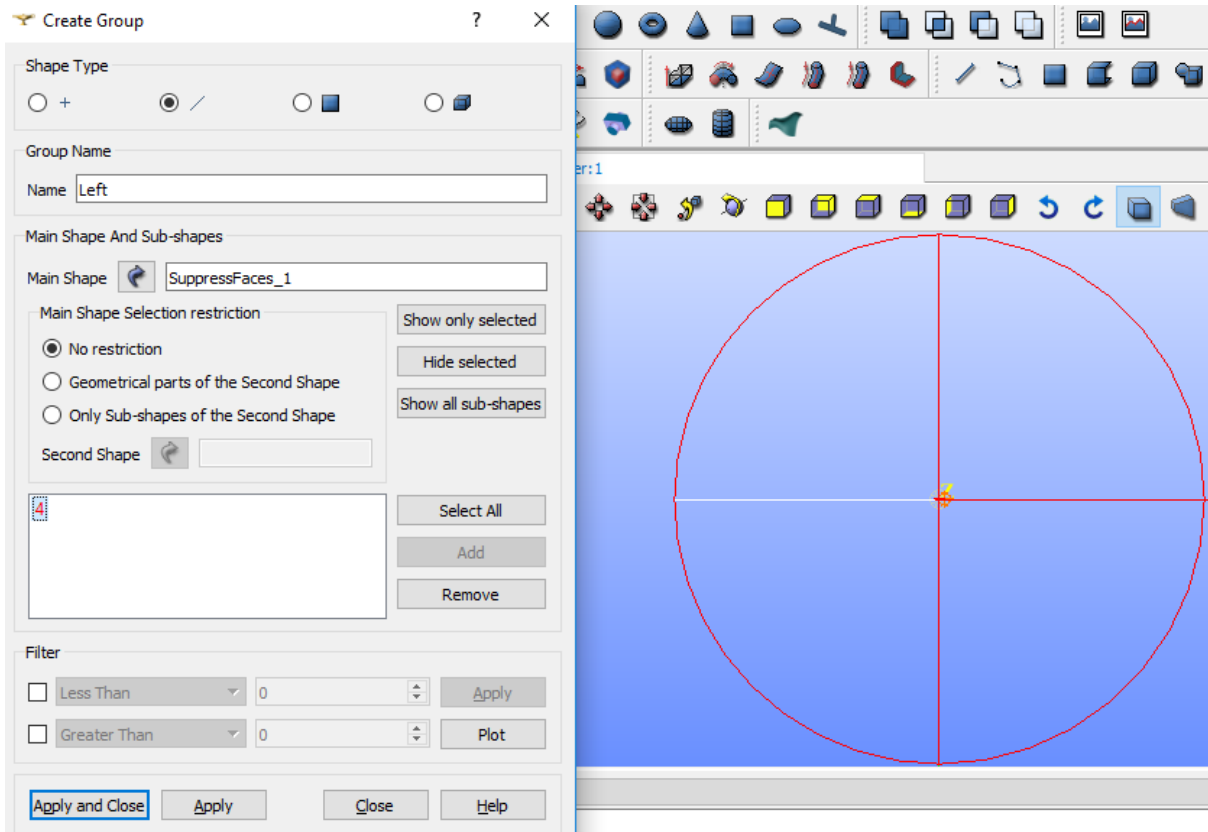 Create Group
?
Shape Type
Group Name
Name Left
er:1
Main Shape And Sub-shapes
Main Shape SuppressFaces_1
Main Shape Selection restriction
Show only selected
No restriction
Hide selected
Geometrical parts of the Second Shape
Show all sub-shapes
Only Sub-shapes of the Second Shape
Second Shape
4
Select All
Add
Remove
Filter
Less Than 0 Apply
Greater Than 0 Plot
Apply and Close Apply Close Help